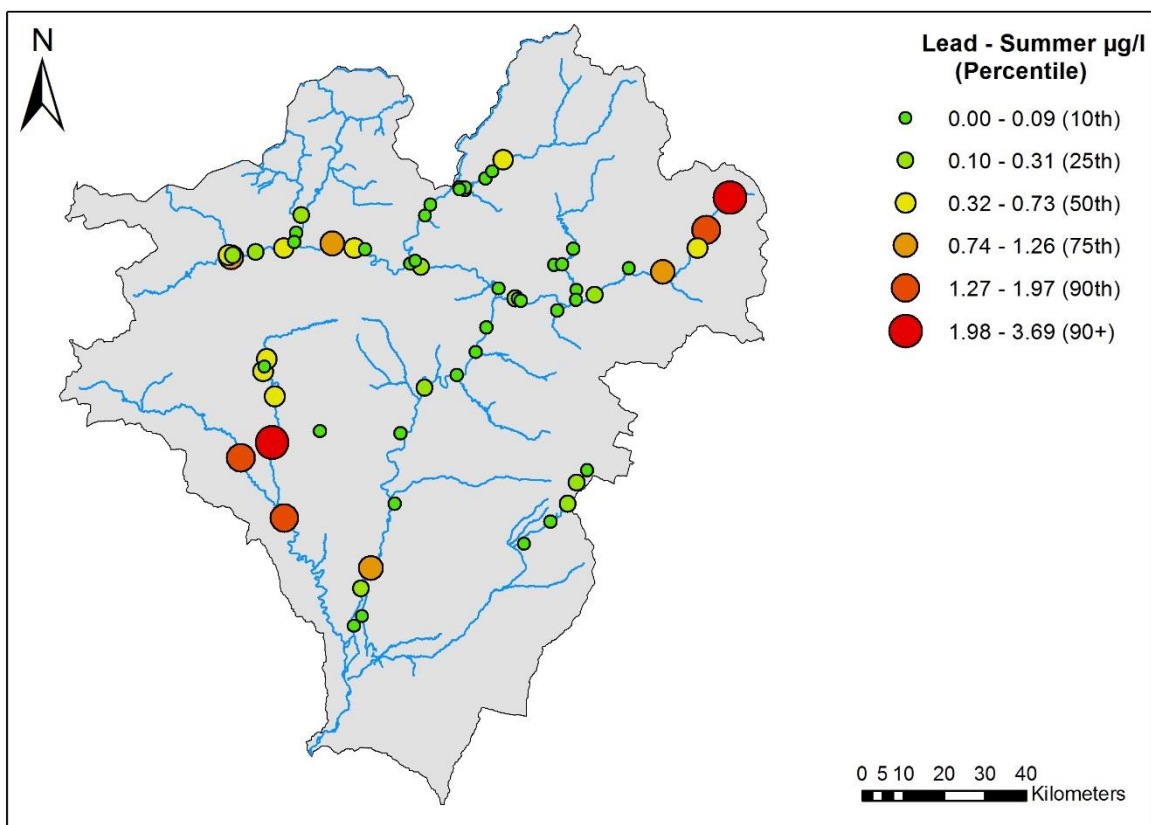 N
Lead - Summer µg/l
(Percentile)
0.00 - 0.09 (10th)
0.10 - 0.31 (25th)
0.32 - 0.73 (50th)
0.74 - 1.26 (75th)
1.27 - 1.97 (90th)
1.98 - 3.69 (90+)
0 5 10 20 30 40
Kilometers